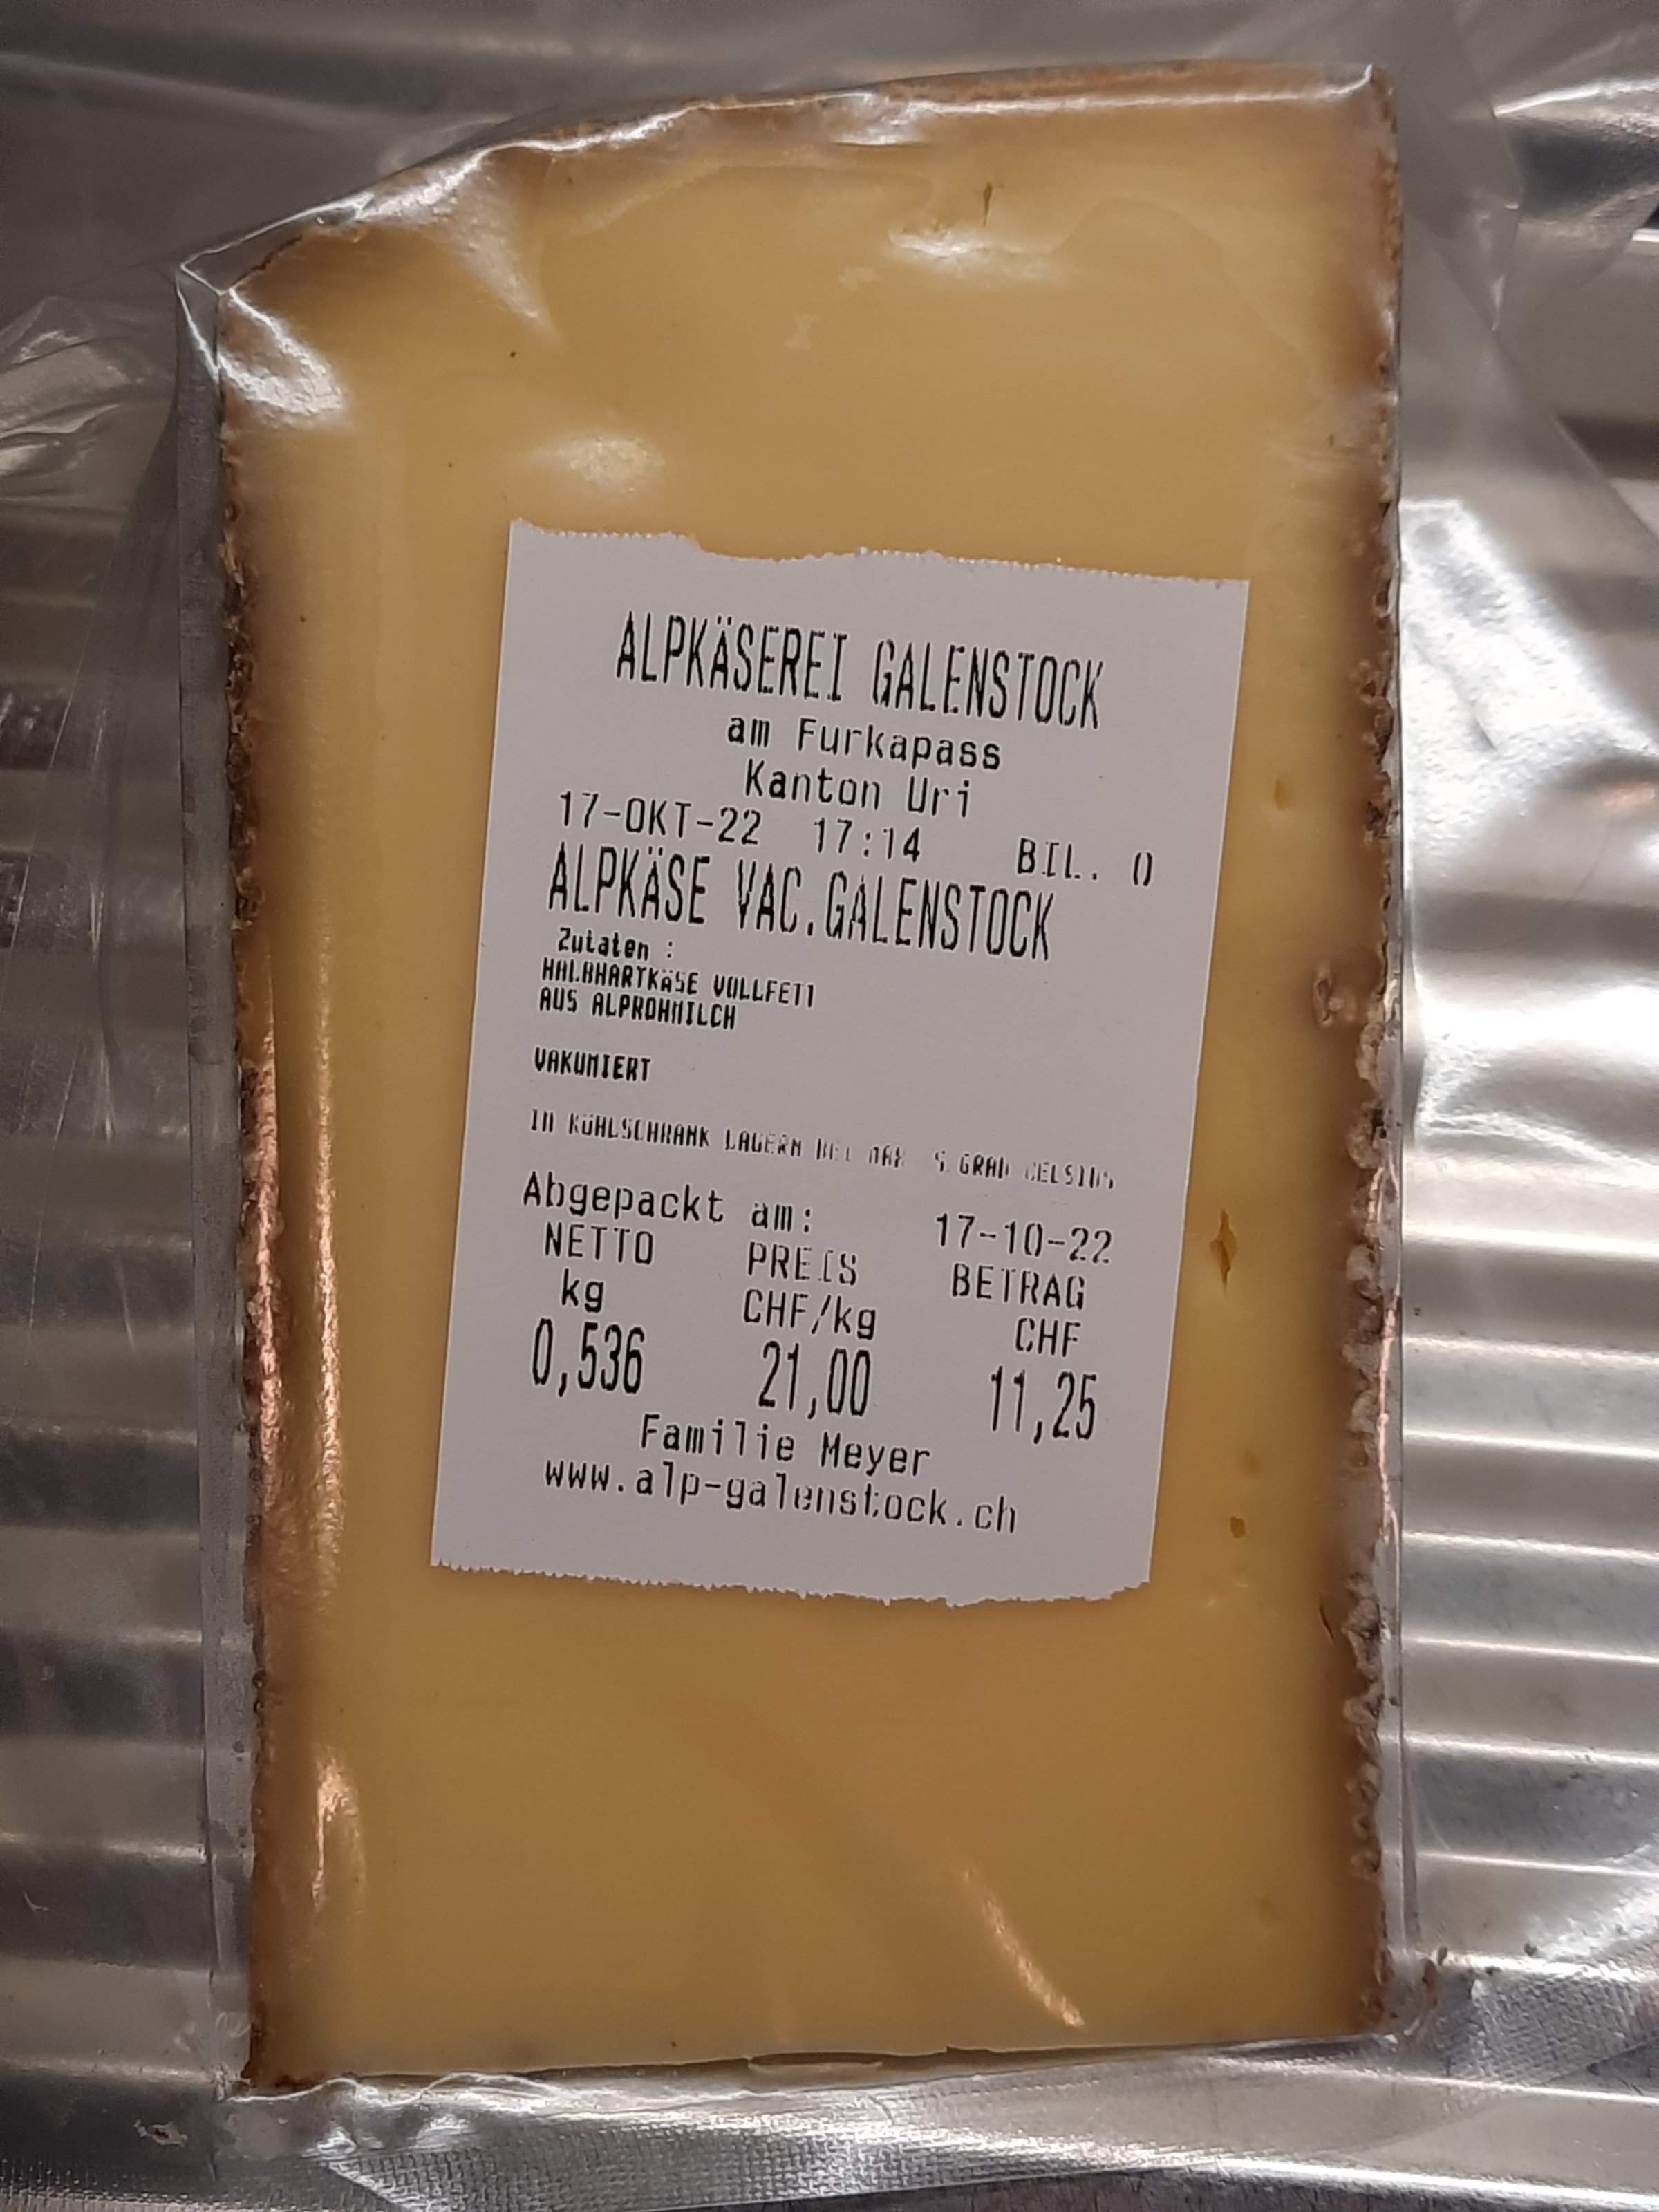 ALPKÄSEREI GALENSTOCK
am Furkapass
Kanton Uri
17-OKT-22 17:14 BIL. 0
ALPKÄSE VAC.GALENSTOCK
Zutaten :
HALBHARTKÄSE VOLLFETT
AUS ALPROHMILCH
VAKUMIERT
IM KÜHLSCHRANK LAGERN BEI MAX 5 GRAD CELSIUS
Abgepackt am: 17-10-22
NETTO PREIS BETRAG
kg CHF/kg CHF
0,536 21,00 11,25
Familie Meyer
www.alp-galenstock.ch